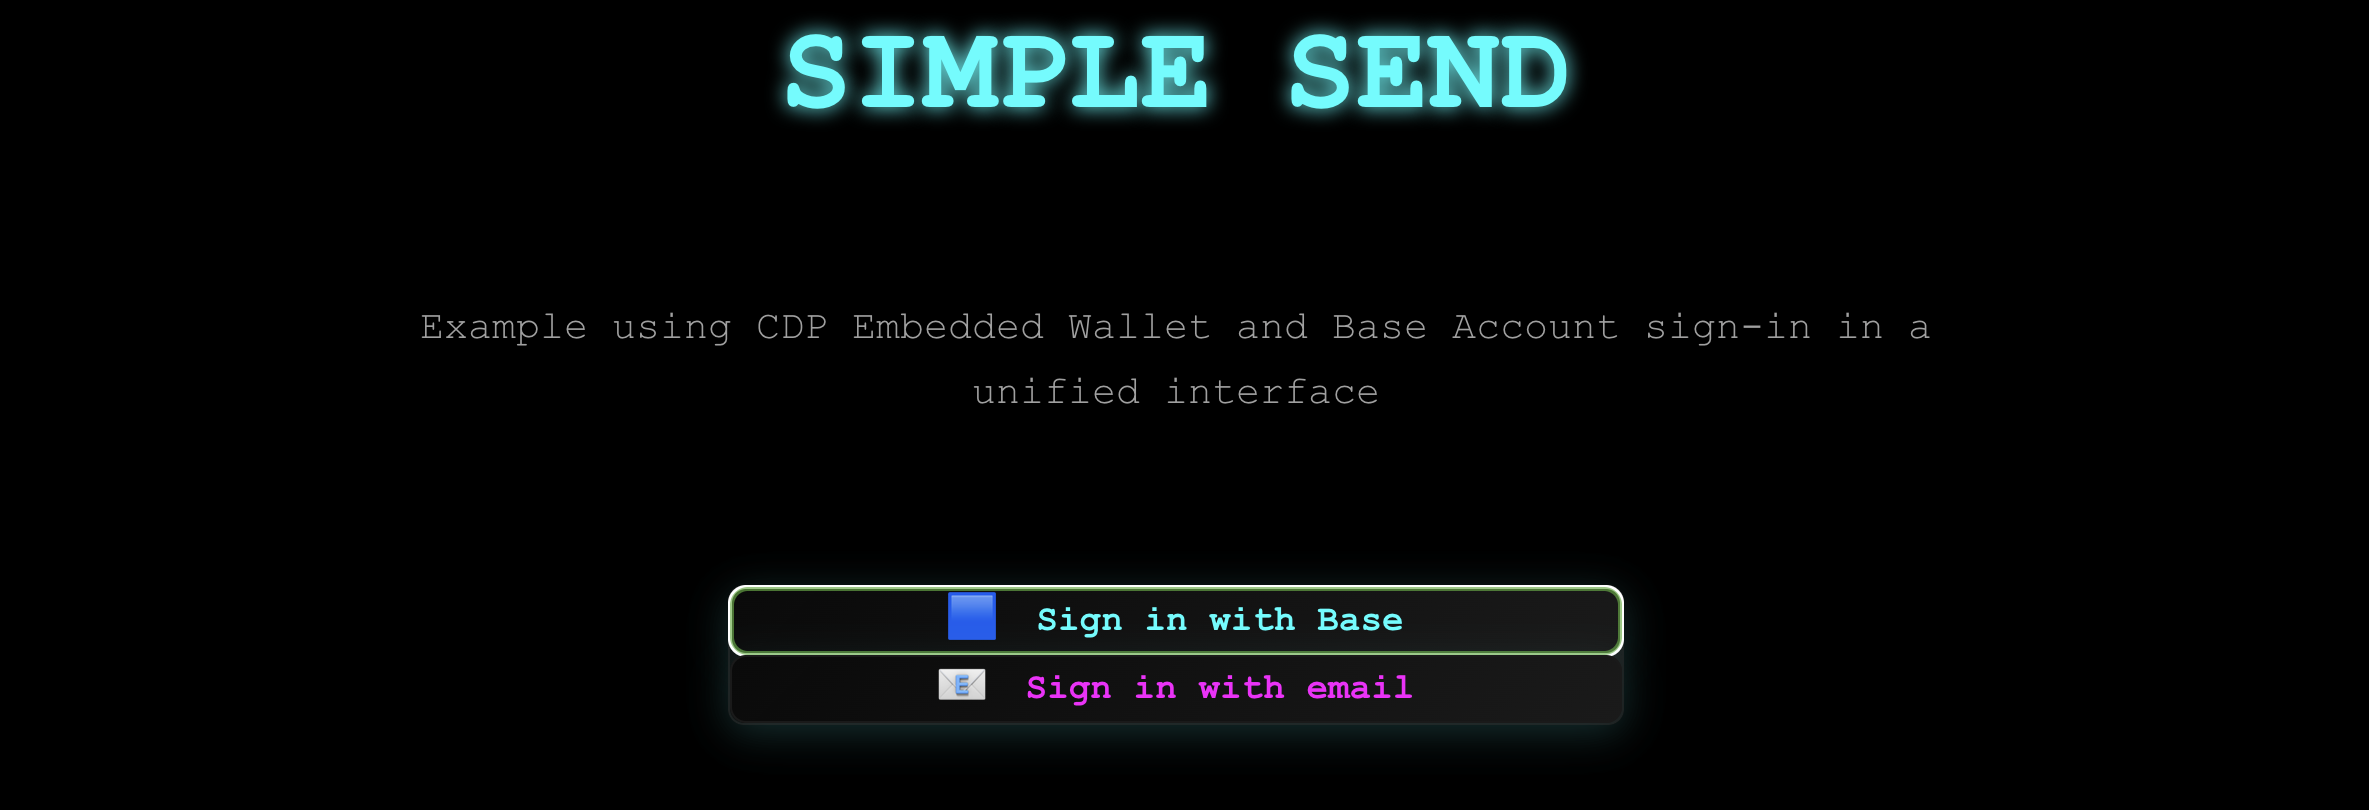 SIMPLE SEND
Example using CDP Embedded Wallet and Base Account sign-in in a
unified interface
Sign in with Base
E Sign in with email